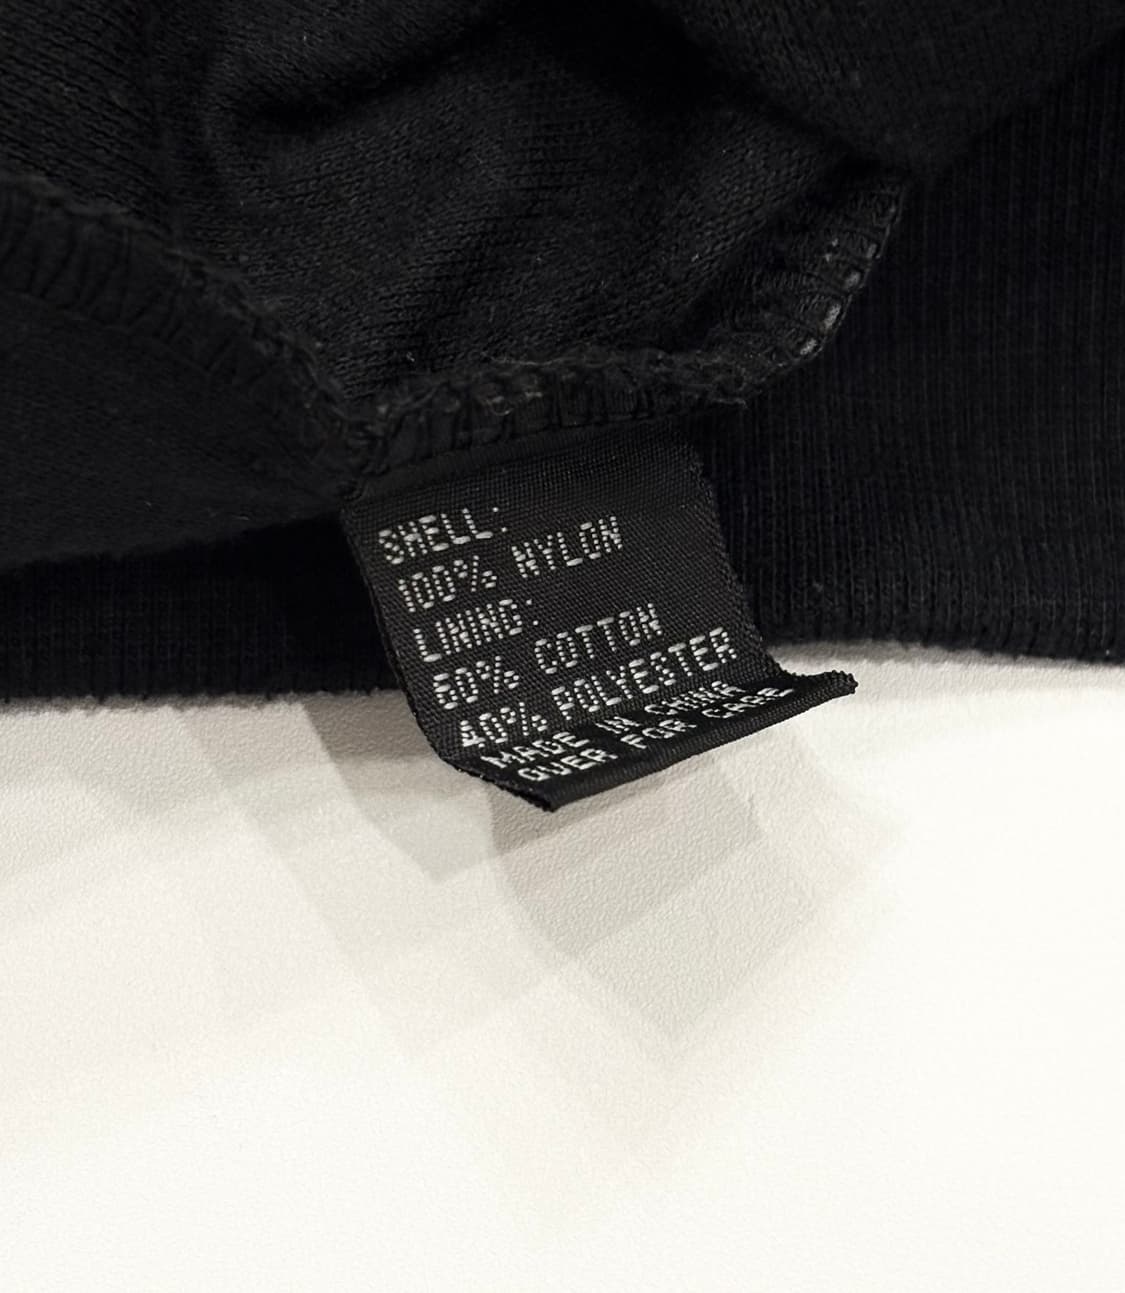 SHELL:
100% NYLON
LINING:
60% COTTON
40% POLYESTER
MADE IN CHINA
OVER FOR CARE